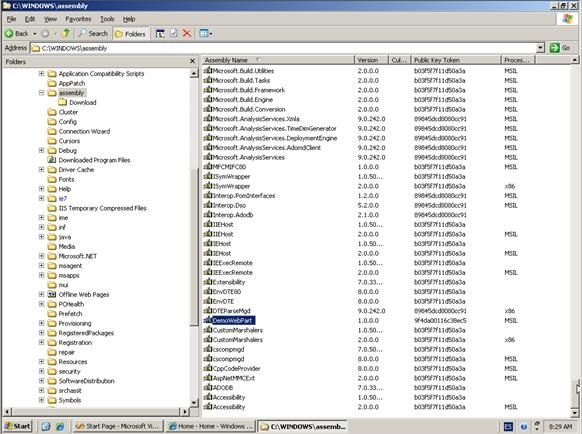 C:\WINDOWS\assembly
File Edit View Favorites Tools Help
Back Search Folders
Address C:\WINDOWS\assembly Go
Folders
Application Compatibility Scripts
AppPatch
assembly
Download
Cluster
Config
Connection Wizard
Cursors
Debug
Downloaded Program Files
Driver Cache
Fonts
Help
ie7
IIS Temporary Compressed Files
ime
inf
java
Media
Microsoft.NET
msagent
msapps
mui
Offline Web Pages
PCHealth
Prefetch
Provisioning
RegisteredPackages
Registration
repair
Resources
security
SoftwareDistribution
srchasst
Symbols
Assembly Name Version Cul... Public Key Token Proces...
Microsoft.Build.Utilities 2.0.0.0 b03f5f7f11d50a3a MSIL
Microsoft.Build.Tasks 2.0.0.0 b03f5f7f11d50a3a MSIL
Microsoft.Build.Framework 2.0.0.0 b03f5f7f11d50a3a MSIL
Microsoft.Build.Engine 2.0.0.0 b03f5f7f11d50a3a MSIL
Microsoft.Build.Conversion 2.0.0.0 b03f5f7f11d50a3a MSIL
Microsoft.AnalysisServices.Xmla 9.0.242.0 89845dcd8080cc91 MSIL
Microsoft.AnalysisServices.TimeDimGenerator 9.0.242.0 89845dcd8080cc91 MSIL
Microsoft.AnalysisServices.DeploymentEngine 9.0.242.0 89845dcd8080cc91 MSIL
Microsoft.AnalysisServices.AdomdClient 9.0.242.0 89845dcd8080cc91 MSIL
Microsoft.AnalysisServices 9.0.242.0 89845dcd8080cc91 MSIL
MFCMIFC80 1.0.0.0 b03f5f7f11d50a3a MSIL
ISymWrapper 1.0.50... b03f5f7f11d50a3a
ISymWrapper 2.0.0.0 b03f5f7f11d50a3a x86
Interop.PomInterfaces 1.2.0.0 89845dcd8080cc91 MSIL
Interop.Dso 5.2.0.0 89845dcd8080cc91 MSIL
Interop.Adodb 2.1.0.0 89845dcd8080cc91
IIEHost 1.0.50... b03f5f7f11d50a3a
IIEHost 2.0.0.0 b03f5f7f11d50a3a MSIL
IEHost 1.0.50... b03f5f7f11d50a3a
IEHost 2.0.0.0 b03f5f7f11d50a3a MSIL
IEExecRemote 1.0.50... b03f5f7f11d50a3a
IEExecRemote 2.0.0.0 b03f5f7f11d50a3a MSIL
Extensibility 7.0.33... b03f5f7f11d50a3a
EnvDTE80 8.0.0.0 b03f5f7f11d50a3a
EnvDTE 8.0.0.0 b03f5f7f11d50a3a
DTEParseMgd 9.0.242.0 89845dcd8080cc91 x86
DemoWebPart 1.0.0.0 9f4da00116c38ec5 MSIL
CustomMarshalers 1.0.50... b03f5f7f11d50a3a
CustomMarshalers 2.0.0.0 b03f5f7f11d50a3a x86
cscompmgd 7.0.50... b03f5f7f11d50a3a
cscompmgd 8.0.0.0 b03f5f7f11d50a3a MSIL
CppCodeProvider 8.0.0.0 b03f5f7f11d50a3a MSIL
AspNetMMCExt 2.0.0.0 b03f5f7f11d50a3a MSIL
ADODB 7.0.33... b03f5f7f11d50a3a
Accessibility 1.0.50... b03f5f7f11d50a3a
Accessibility 2.0.0.0 b03f5f7f11d50a3a MSIL
Start Start Page - Microsoft Vi... Home - Home - Windows ... C:\WINDOWS\assemb... ES 8:29 AM